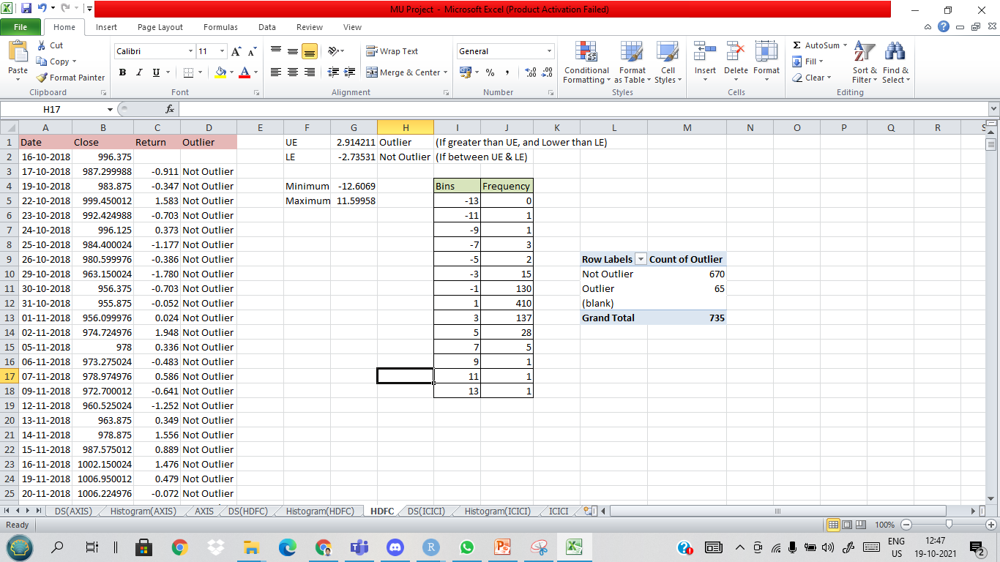 MU Project - Microsoft Excel (Product Activation Failed)
File Home Insert Page Layout Formulas Data Review View
Paste Cut Copy Format Painter Clipboard
Calibri 11 A A B I U A Font
Wrap Text Merge & Center Alignment
General % , .00 .0 Number
Conditional Formatting Format as Table Cell Styles Styles
Insert Delete Format Cells
Σ AutoSum Fill Clear Sort & Filter Find & Select Editing
H17 fx
A B C D E F G H I J K L M N O P Q R S
1 Date Close Return Outlier UE 2.914211 Outlier (If greater than UE, and Lower than LE)
2 16-10-2018 996.375 LE -2.73531 Not Outlier (If between UE & LE)
3 17-10-2018 987.299988 -0.911 Not Outlier
4 19-10-2018 983.875 -0.347 Not Outlier Minimum -12.6069 Bins Frequency
5 22-10-2018 999.450012 1.583 Not Outlier Maximum 11.59958 -13 0
6 23-10-2018 992.424988 -0.703 Not Outlier -11 1
7 24-10-2018 996.125 0.373 Not Outlier -9 1
8 25-10-2018 984.400024 -1.177 Not Outlier -7 3
9 26-10-2018 980.599976 -0.386 Not Outlier -5 2 Row Labels Count of Outlier
10 29-10-2018 963.150024 -1.780 Not Outlier -3 15 Not Outlier 670
11 30-10-2018 956.375 -0.703 Not Outlier -1 130 Outlier 65
12 31-10-2018 955.875 -0.052 Not Outlier 1 410 (blank)
13 01-11-2018 956.099976 0.024 Not Outlier 3 137 Grand Total 735
14 02-11-2018 974.724976 1.948 Not Outlier 5 28
15 05-11-2018 978 0.336 Not Outlier 7 5
16 06-11-2018 973.275024 -0.483 Not Outlier 9 1
17 07-11-2018 978.974976 0.586 Not Outlier 11 1
18 09-11-2018 972.700012 -0.641 Not Outlier 13 1
19 12-11-2018 960.525024 -1.252 Not Outlier
20 13-11-2018 963.875 0.349 Not Outlier
21 14-11-2018 978.875 1.556 Not Outlier
22 15-11-2018 987.575012 0.889 Not Outlier
23 16-11-2018 1002.150024 1.476 Not Outlier
24 19-11-2018 1006.950012 0.479 Not Outlier
25 20-11-2018 1006.224976 -0.072 Not Outlier
DS(AXIS) Histogram(AXIS) AXIS DS(HDFC) Histogram(HDFC) HDFC DS(ICICI) Histogram(ICICI) ICICI
Ready 100%
ENG US 12:47 19-10-2021 2